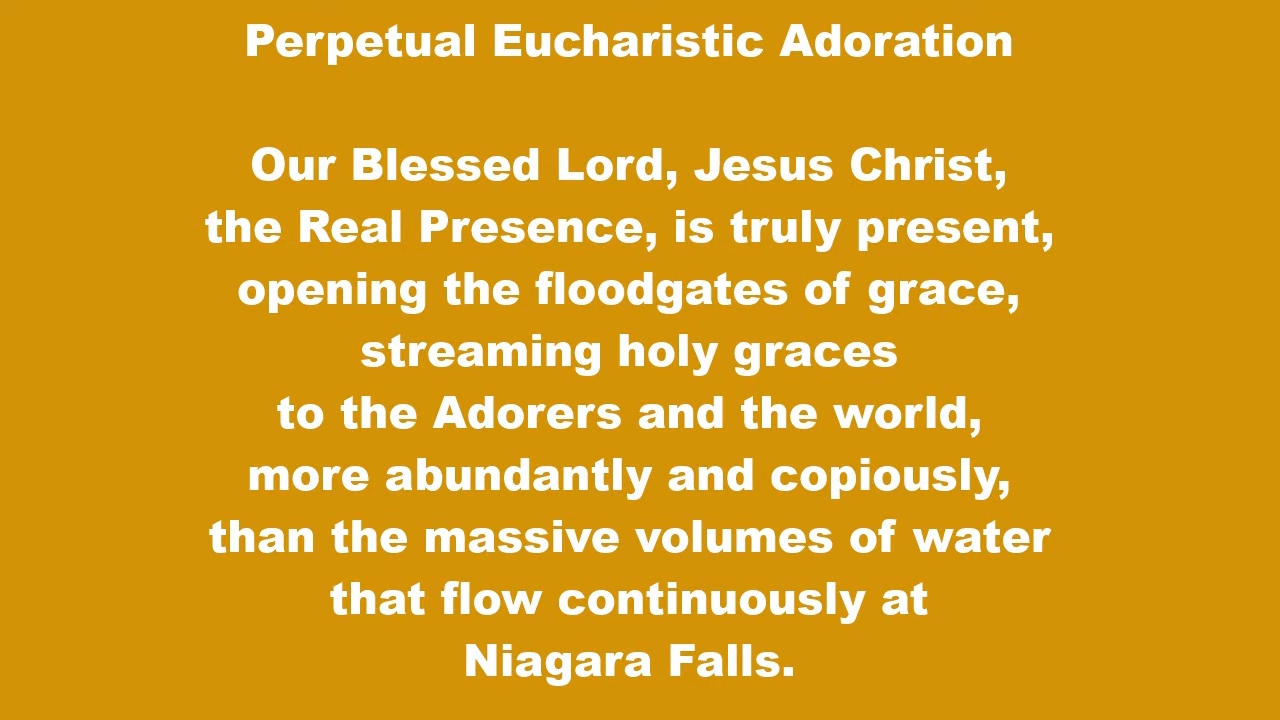 Perpetual Eucharistic Adoration
Our Blessed Lord, Jesus Christ,
the Real Presence, is truly present,
opening the floodgates of grace,
streaming holy graces
to the Adorers and the world,
more abundantly and copiously,
than the massive volumes of water
that flow continuously at
Niagara Falls.